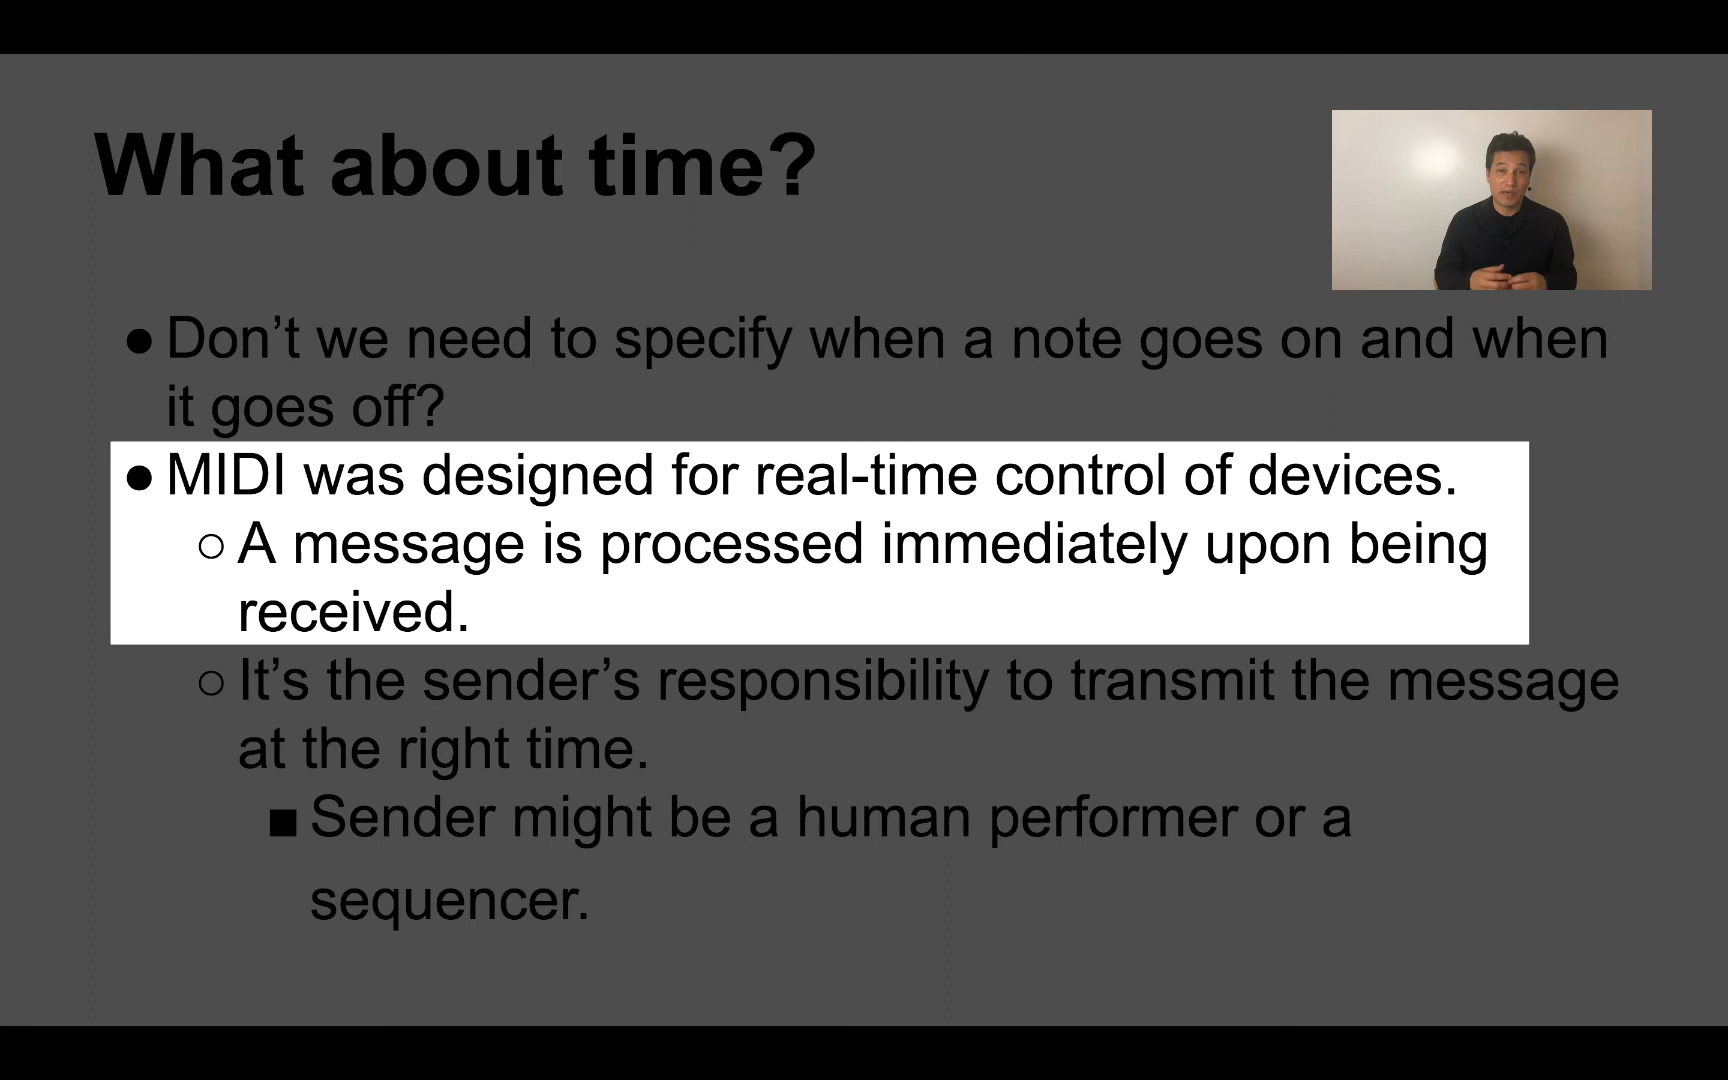 What about time?
● Don’t we need to specify when a note goes on and when
it goes off?
● MIDI was designed for real-time control of devices.
○ A message is processed immediately upon being
received.
○ It’s the sender’s responsibility to transmit the message
at the right time.
■ Sender might be a human performer or a
sequencer.